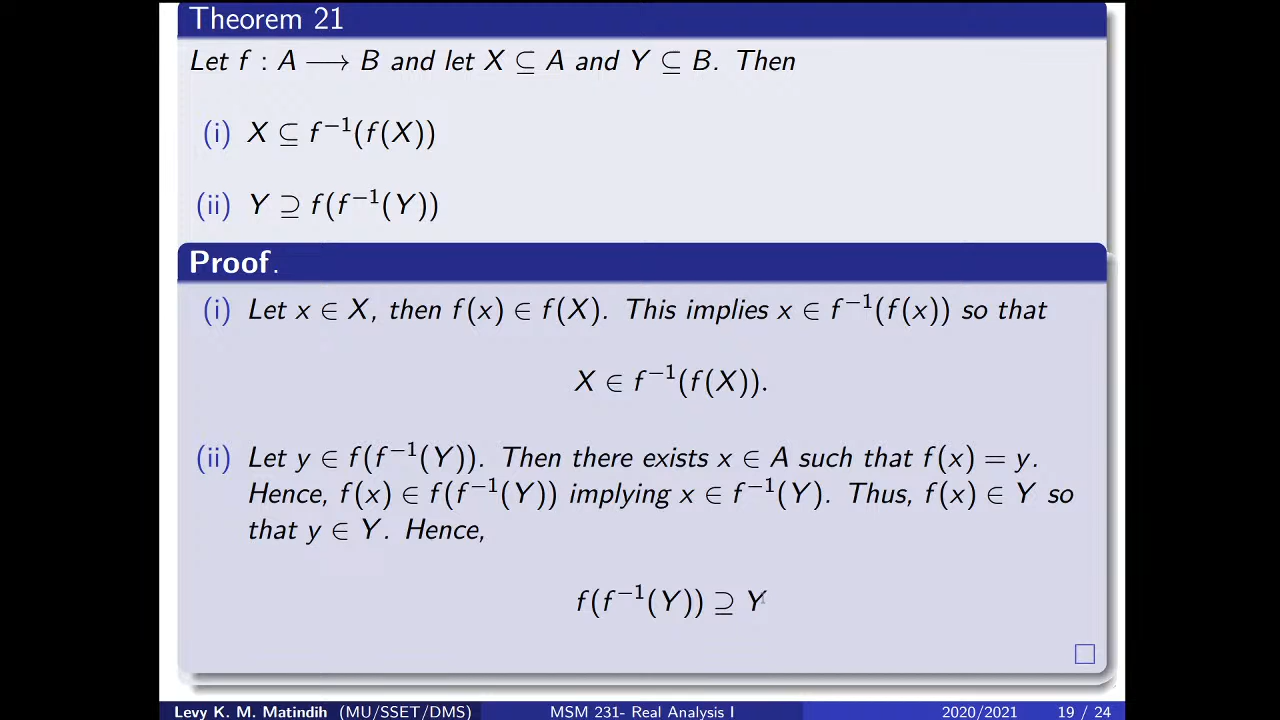 Theorem 21
Let f : A ⟶ B and let X ⊆ A and Y ⊆ B. Then
(i) X ⊆ f⁻¹(f(X))
(ii) Y ⊇ f(f⁻¹(Y))
Proof.
(i) Let x ∈ X, then f(x) ∈ f(X). This implies x ∈ f⁻¹(f(x)) so that
X ∈ f⁻¹(f(X)).
(ii) Let y ∈ f(f⁻¹(Y)). Then there exists x ∈ A such that f(x) = y.
Hence, f(x) ∈ f(f⁻¹(Y)) implying x ∈ f⁻¹(Y). Thus, f(x) ∈ Y so
that y ∈ Y. Hence,
f(f⁻¹(Y)) ⊇ Y
□
Levy K. M. Matindih (MU/SSET/DMS) MSM 231- Real Analysis I 2020/2021 19 / 24